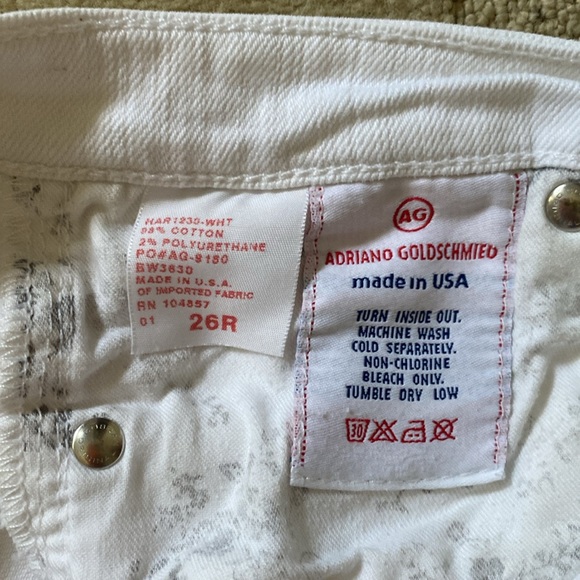 HAR1230-WHT
98% COTTON
2% POLYURETHANE
PO#AG-8180
BW3630
MADE IN U.S.A.
OF IMPORTED FABRIC
RN 104857
01 26R
AG
ADRIANO GOLDSCHMIED
made in USA
TURN INSIDE OUT.
MACHINE WASH
COLD SEPARATELY.
NON-CHLORINE
BLEACH ONLY.
TUMBLE DRY LOW
30